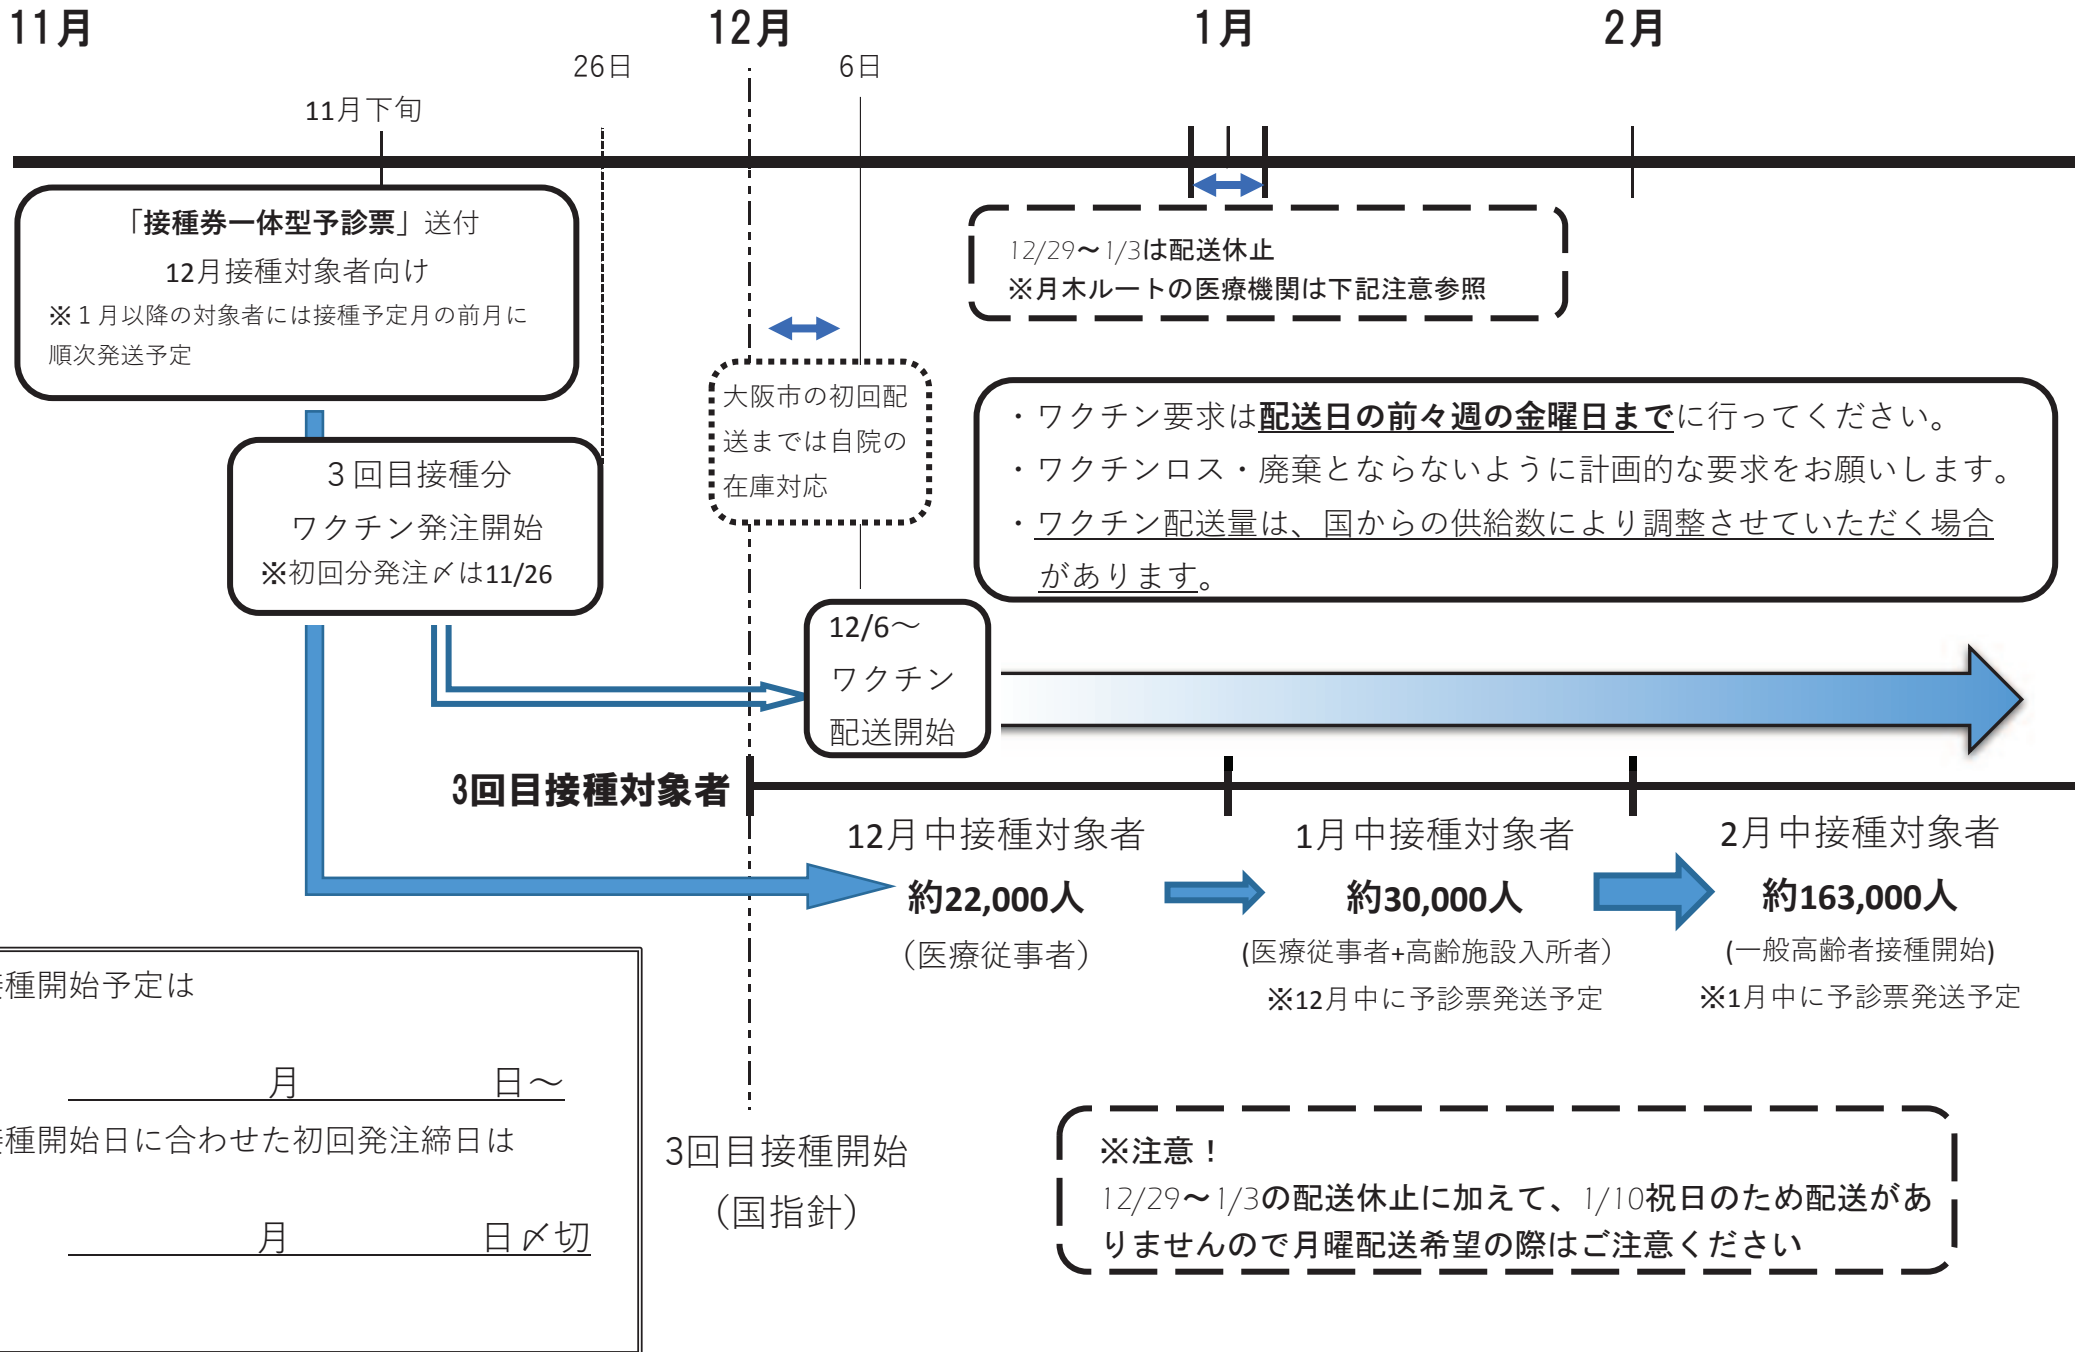 11月
12月
1月
2月
26日
6日
11月下旬
「接種券一体型予診票」送付
12月接種対象者向け
※１月以降の対象者には接種予定月の前月に
順次発送予定
12/29～1/3は配送休止
※月木ルートの医療機関は下記注意参照
大阪市の初回配
送までは自院の
在庫対応
・ワクチン要求は配送日の前々週の金曜日までに行ってください。
・ワクチンロス・廃棄とならないように計画的な要求をお願いします。
・ワクチン配送量は、国からの供給数により調整させていただく場合
があります。
３回目接種分
ワクチン発注開始
※初回分発注〆は11/26
12/6～
ワクチン
配送開始
3回目接種対象者
12月中接種対象者
約22,000人
（医療従事者）
1月中接種対象者
約30,000人
(医療従事者+高齢施設入所者）
※12月中に予診票発送予定
2月中接種対象者
約163,000人
(一般高齢者接種開始)
※1月中に予診票発送予定
種開始予定は
月 日～
種開始日に合わせた初回発注締日は
月 日〆切
3回目接種開始
（国指針）
※注意！
12/29～1/3の配送休止に加えて、1/10祝日のため配送があ
りませんので月曜配送希望の際はご注意ください